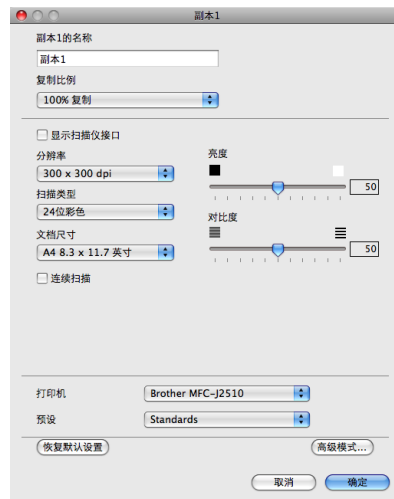 副本1
副本1的名称
副本1
复制比例
100% 复制
显示扫描仪接口
分辨率
300 x 300 dpi
扫描类型
24位彩色
文档尺寸
A4 8.3 x 11.7 英寸
连续扫描
亮度
50
对比度
50
打印机
Brother MFC-J2510
预设
Standards
恢复默认设置
高级模式...
取消
确定